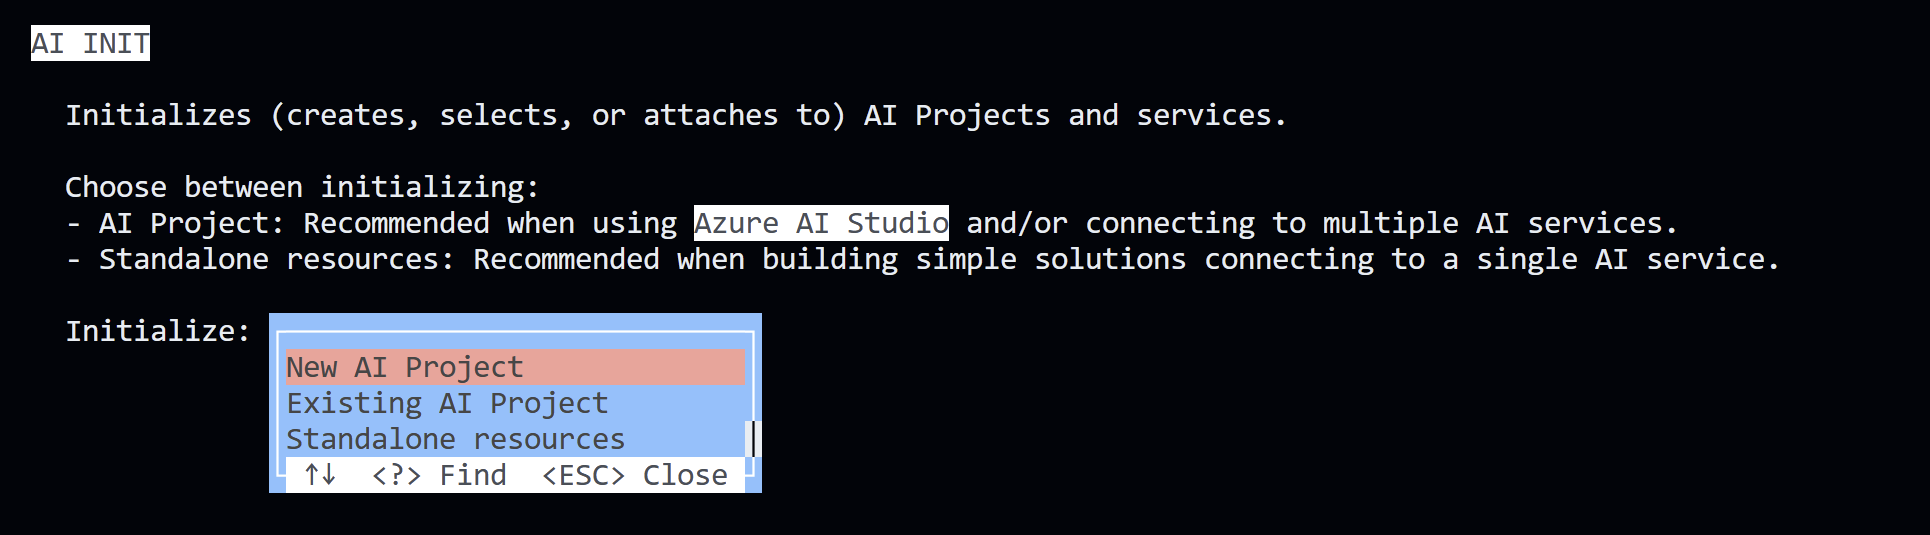 AI INIT
Initializes (creates, selects, or attaches to) AI Projects and services.
Choose between initializing:
- AI Project: Recommended when using Azure AI Studio and/or connecting to multiple AI services.
- Standalone resources: Recommended when building simple solutions connecting to a single AI service.
Initialize:
New AI Project
Existing AI Project
Standalone resources
↑↓ <?> Find <ESC> Close